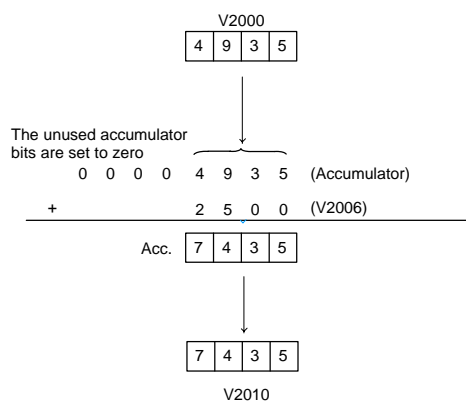 V2000
4 9 3 5
The unused accumulator
bits are set to zero
0 0 0 0 4 9 3 5 (Accumulator)
+ 2 5 0 0 (V2006)
Acc. 7 4 3 5
7 4 3 5
V2010